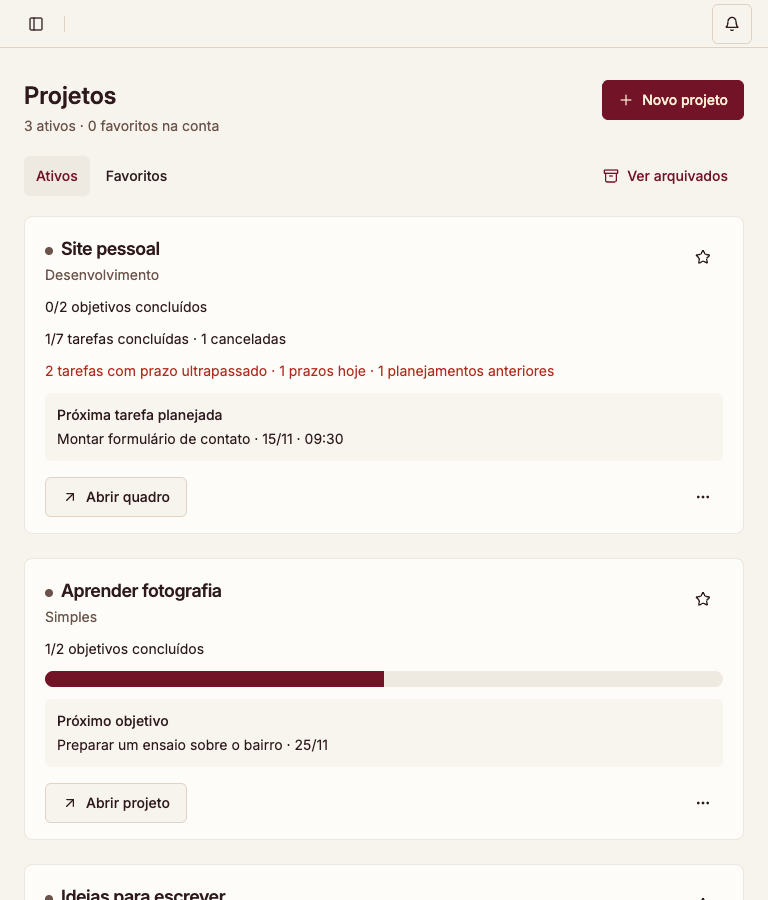 Projetos
3 ativos · 0 favoritos na conta
Novo projeto
Ativos
Favoritos
Ver arquivados
Site pessoal
Desenvolvimento
0/2 objetivos concluídos
1/7 tarefas concluídas · 1 canceladas
2 tarefas com prazo ultrapassado · 1 prazos hoje · 1 planejamentos anteriores
Próxima tarefa planejada
Montar formulário de contato · 15/11 · 09:30
Abrir quadro
Aprender fotografia
Simples
1/2 objetivos concluídos
Próximo objetivo
Preparar um ensaio sobre o bairro · 25/11
Abrir projeto
Ideias para escrever